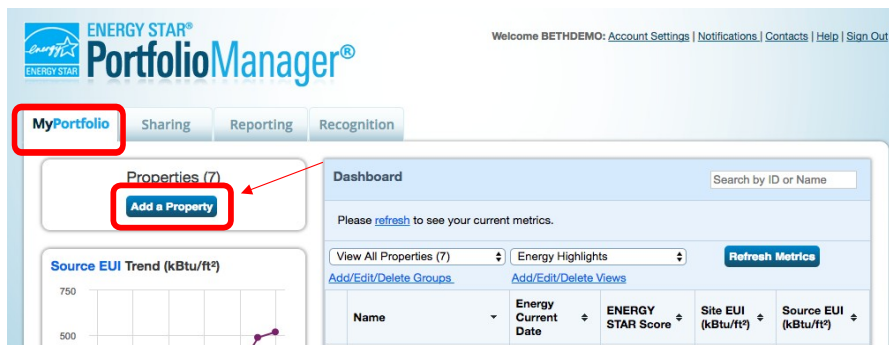 ENERGY STAR®
PortfolioManager®
energy
ENERGY STAR
Welcome BETHDEMO: Account Settings | Notifications | Contacts | Help | Sign Out
MyPortfolio
Sharing
Reporting
Recognition
Properties (7)
Add a Property
Source EUI Trend (kBtu/ft²)
750
500
Dashboard
Search by ID or Name
Please refresh to see your current metrics.
View All Properties (7)
Energy Highlights
Refresh Metrics
Add/Edit/Delete Groups
Add/Edit/Delete Views
Name
Energy
Current
Date
ENERGY
STAR Score
Site EUI
(kBtu/ft²)
Source EUI
(kBtu/ft²)